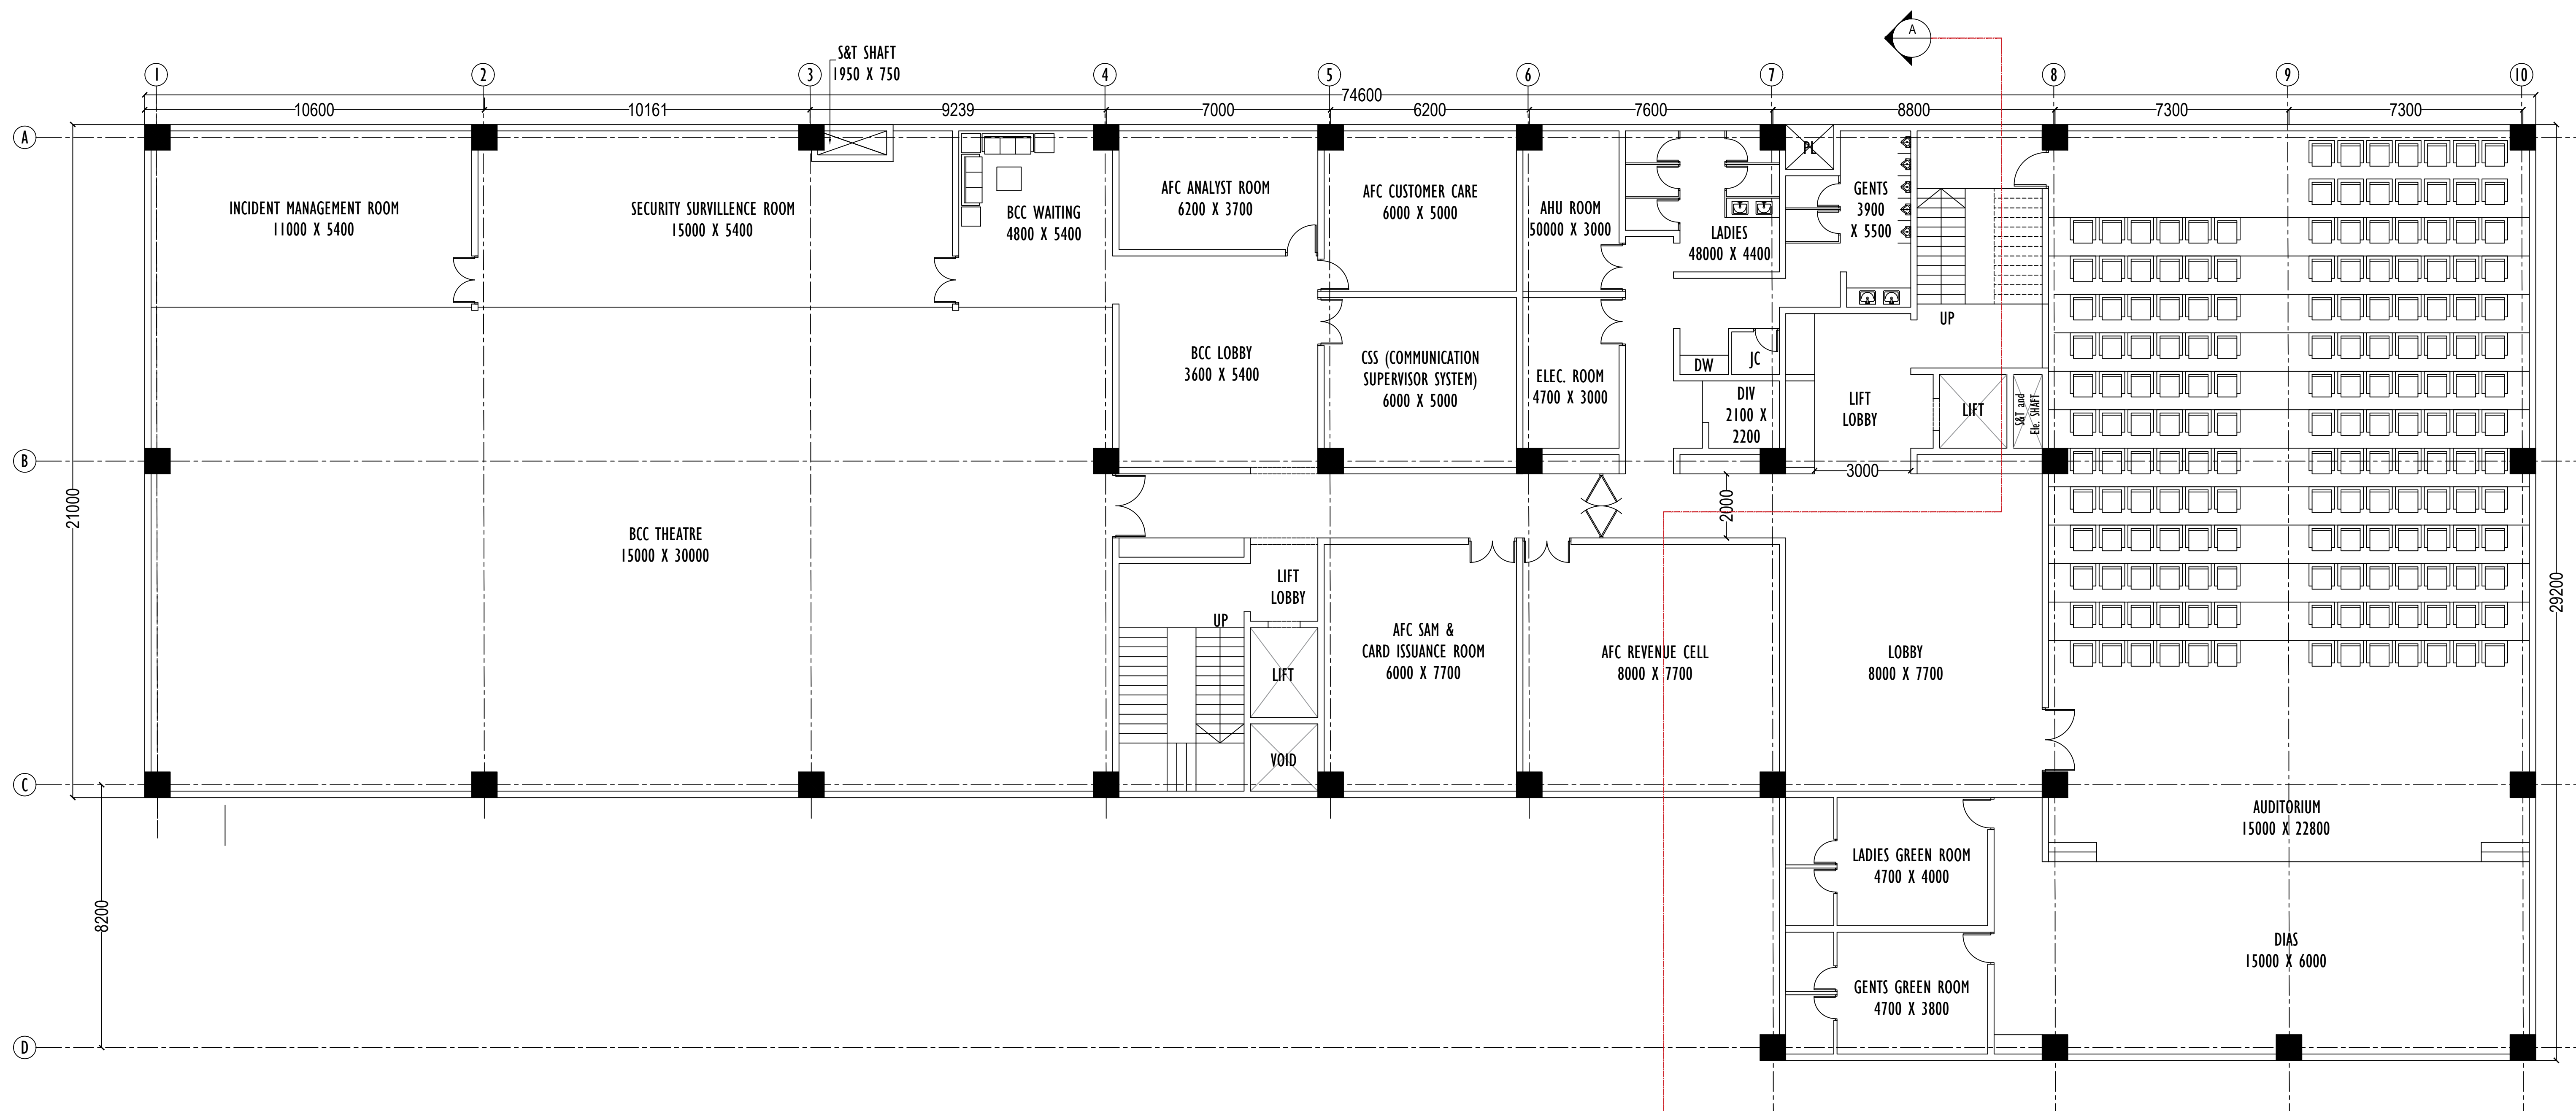 A
S&T SHAFT
1950 X 750
1
2
3
4
5
6
7
8
9
10
74600
10600
10161
9239
7000
6200
7600
8800
7300
7300
A
INCIDENT MANAGEMENT ROOM
11000 X 5400
SECURITY SURVILLENCE ROOM
15000 X 5400
BCC WAITING
4800 X 5400
AFC ANALYST ROOM
6200 X 3700
AFC CUSTOMER CARE
6000 X 5000
AHU ROOM
50000 X 3000
LADIES
48000 X 4400
PL
GENTS
3900
X 5500
UP
BCC LOBBY
3600 X 5400
CSS (COMMUNICATION
SUPERVISOR SYSTEM)
6000 X 5000
ELEC. ROOM
4700 X 3000
DW
JC
DIV
2100 X
2200
LIFT
LOBBY
LIFT
S&T and
Ele. SHAFT
B
3000
21000
2000
BCC THEATRE
15000 X 30000
LIFT
LOBBY
UP
LIFT
VOID
AFC SAM &
CARD ISSUANCE ROOM
6000 X 7700
AFC REVENUE CELL
8000 X 7700
LOBBY
8000 X 7700
29200
C
AUDITORIUM
15000 X 22800
LADIES GREEN ROOM
4700 X 4000
8200
DIAS
15000 X 6000
GENTS GREEN ROOM
4700 X 3800
D